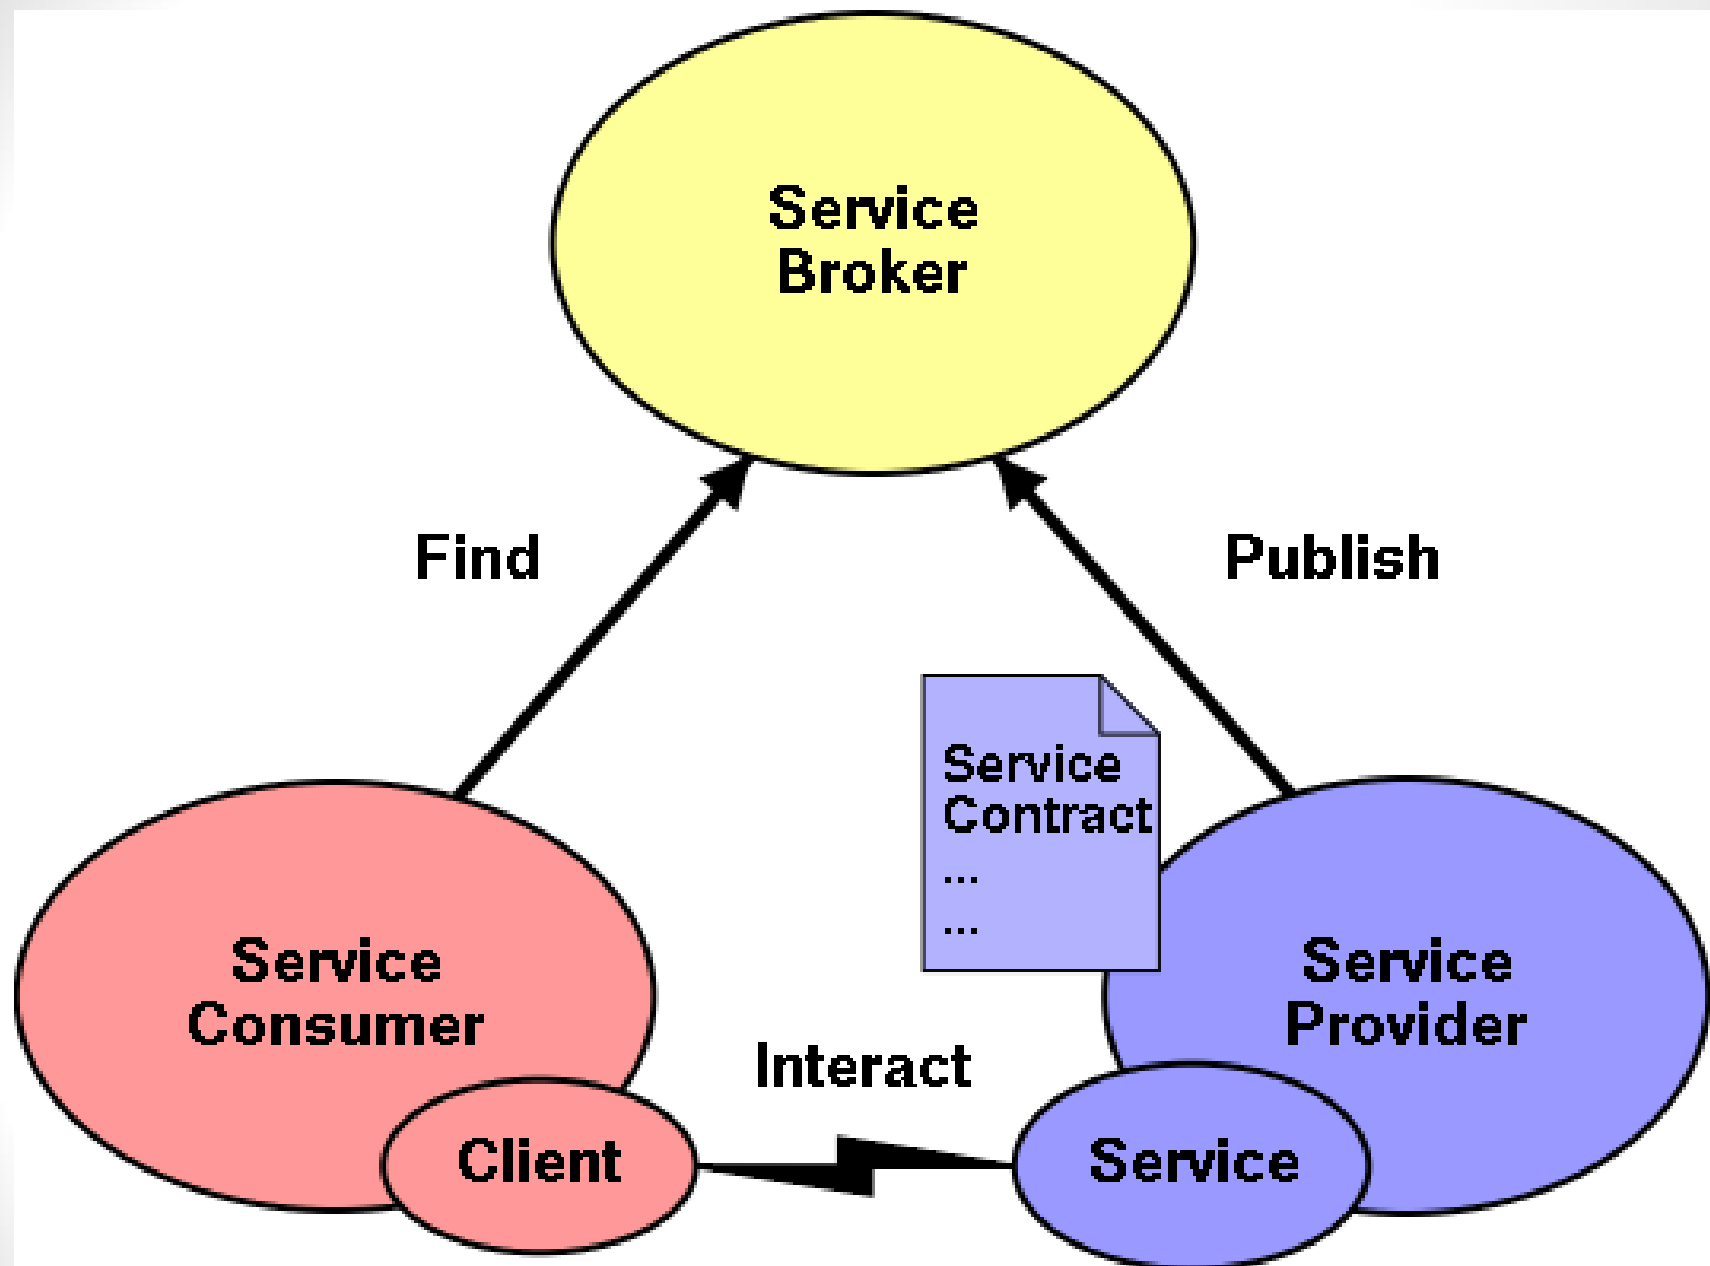 Service
Broker
Find
Publish
Service
Contract
...
...
Service
Consumer
Service
Provider
Interact
Client
Service